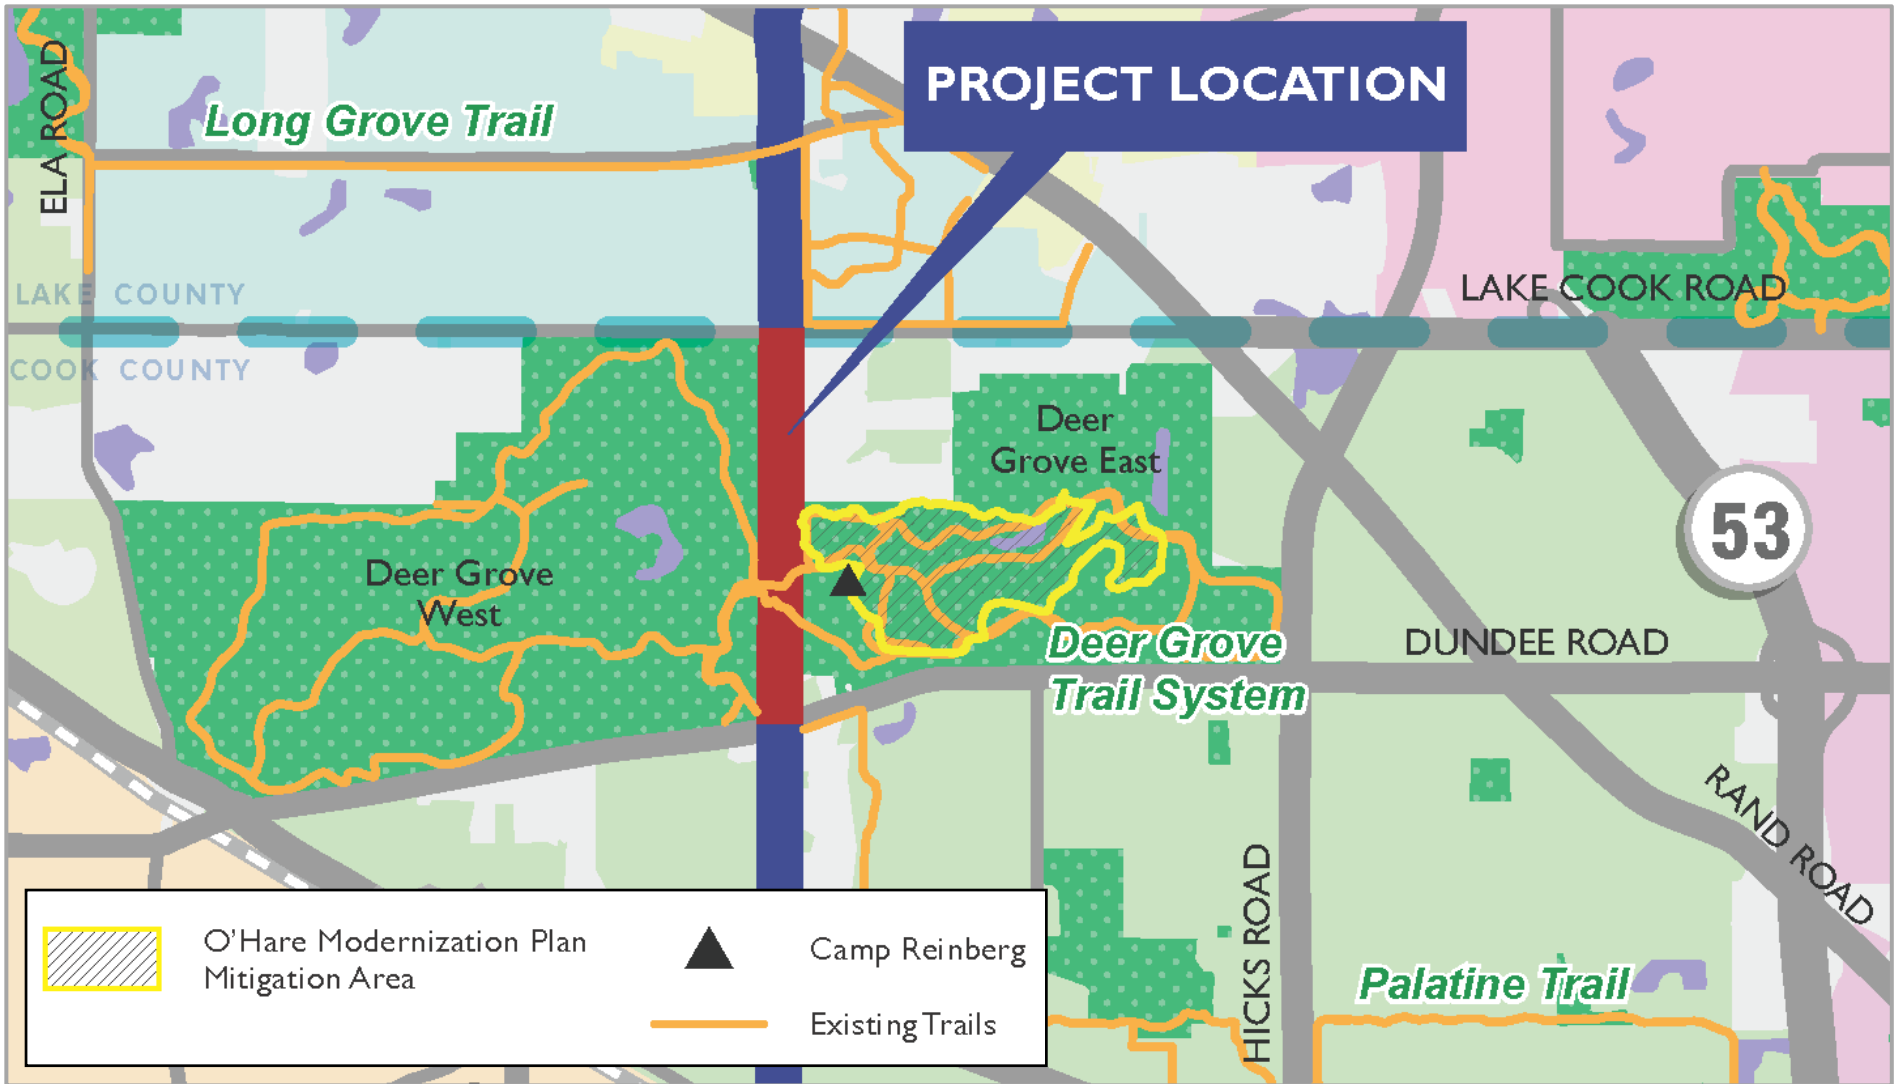 PROJECT LOCATION
ELA ROAD
Long Grove Trail
LAKE COUNTY
LAKE COOK ROAD
COOK COUNTY
Deer
Grove East
53
Deer Grove
West
Deer Grove
Trail System
DUNDEE ROAD
RAND ROAD
HICKS ROAD
Palatine Trail
O'Hare Modernization Plan
Mitigation Area
Camp Reinberg
Existing Trails